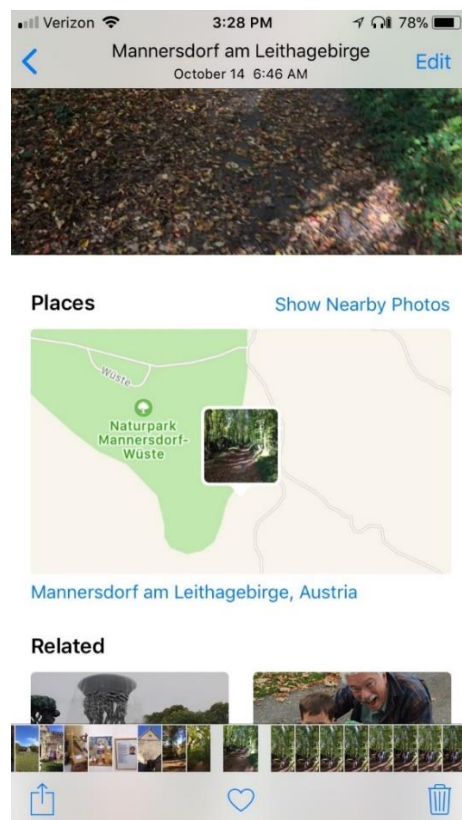 Verizon 3:28 PM 78%
Mannersdorf am Leithagebirge
October 14 6:46 AM
Edit
Places Show Nearby Photos
Wüste
Naturpark
Mannersdorf-
Wüste
Mannersdorf am Leithagebirge, Austria
Related